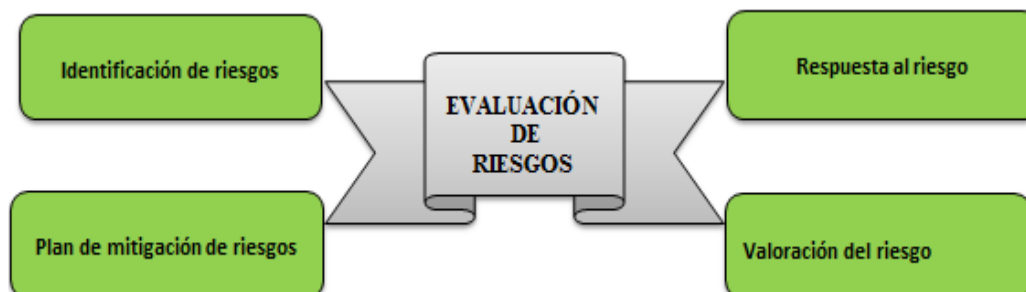 Identificación de riesgos
Respuesta al riesgo
EVALUACIÓN
DE
RIESGOS
Plan de mitigación de riesgos
Valoración del riesgo